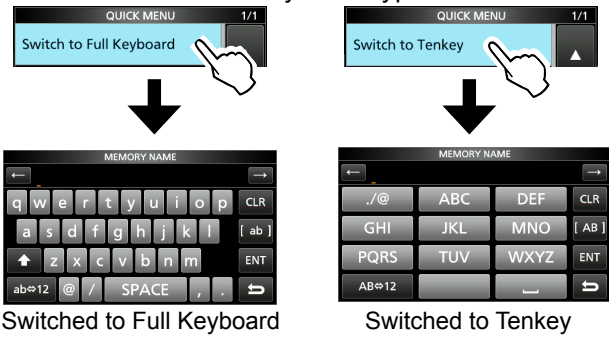 QUICK MENU 1/1
Switch to Full Keyboard
QUICK MENU 1/1
Switch to Tenkey
MEMORY NAME
← →
q w e r t y u i o p CLR
a s d f g h j k l [ ab ]
z x c v b n m ENT
ab⇔12 @ / SPACE , .
Switched to Full Keyboard
MEMORY NAME
← →
./@ ABC DEF CLR
GHI JKL MNO [ AB ]
PQRS TUV WXYZ ENT
AB⇔12
Switched to Tenkey